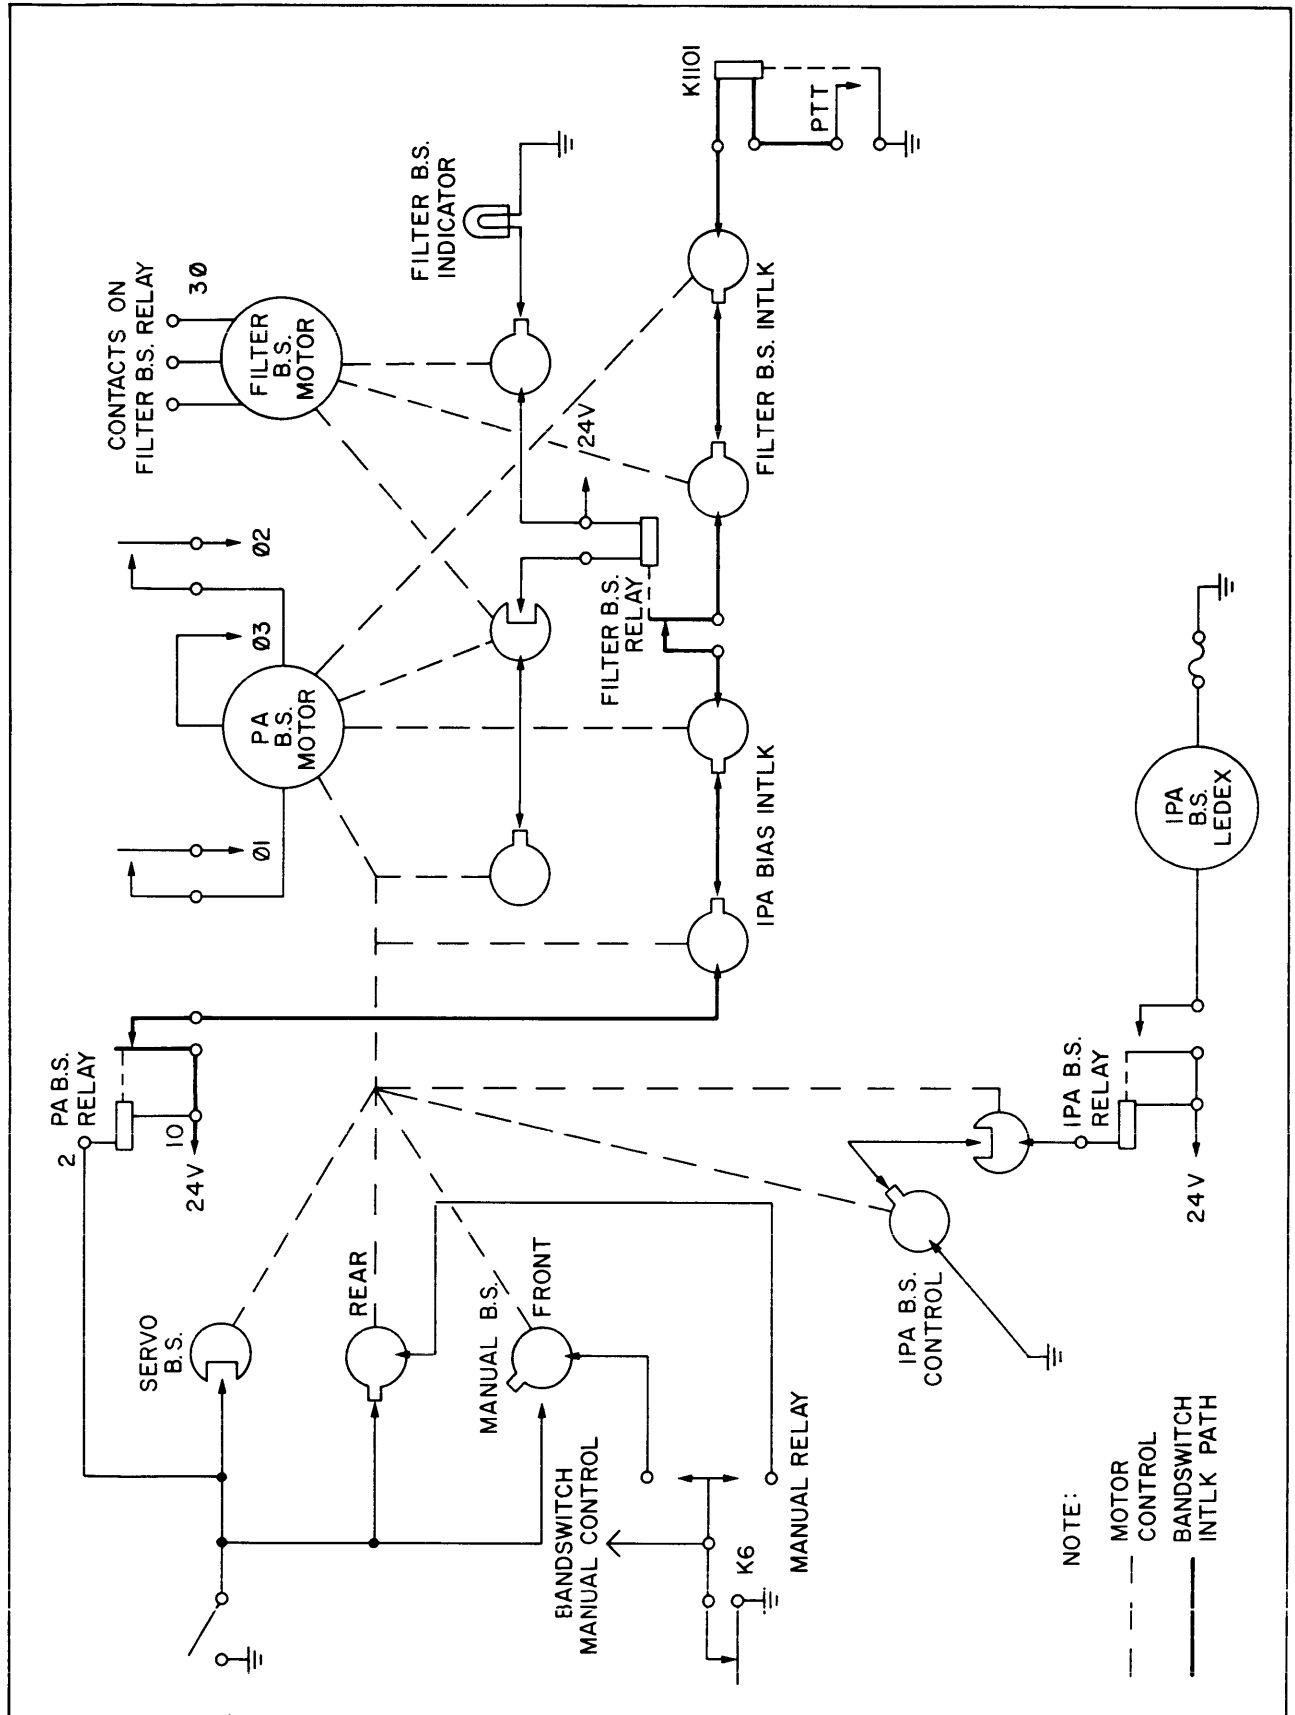 K1101
PTT
FILTER B.S.
INDICATOR
CONTACTS ON
FILTER B.S. RELAY
30
FILTER
B.S.
MOTOR
24V
FILTER B.S. INTLK
Ø2
Ø3
Ø1
PA
B.S.
MOTOR
FILTER B.S.
RELAY
IPA BIAS INTLK
IPA
B.S.
LEDEX
PA B.S.
RELAY
2
10
24V
IPA B.S.
RELAY
24V
SERVO
B.S.
REAR
MANUAL B.S.
FRONT
IPA B.S.
CONTROL
BANDSWITCH
MANUAL CONTROL
K6
MANUAL RELAY
NOTE:
MOTOR
CONTROL
BANDSWITCH
INTLK PATH